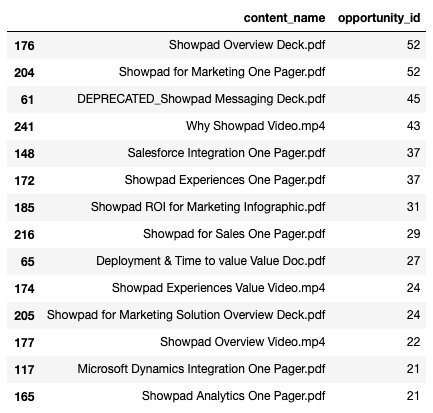 content_name opportunity_id
176 Showpad Overview Deck.pdf 52
204 Showpad for Marketing One Pager.pdf 52
61 DEPRECATED_Showpad Messaging Deck.pdf 45
241 Why Showpad Video.mp4 43
148 Salesforce Integration One Pager.pdf 37
172 Showpad Experiences One Pager.pdf 37
185 Showpad ROI for Marketing Infographic.pdf 31
216 Showpad for Sales One Pager.pdf 29
65 Deployment & Time to value Value Doc.pdf 27
174 Showpad Experiences Value Video.mp4 24
205 Showpad for Marketing Solution Overview Deck.pdf 24
177 Showpad Overview Video.mp4 22
117 Microsoft Dynamics Integration One Pager.pdf 21
165 Showpad Analytics One Pager.pdf 21